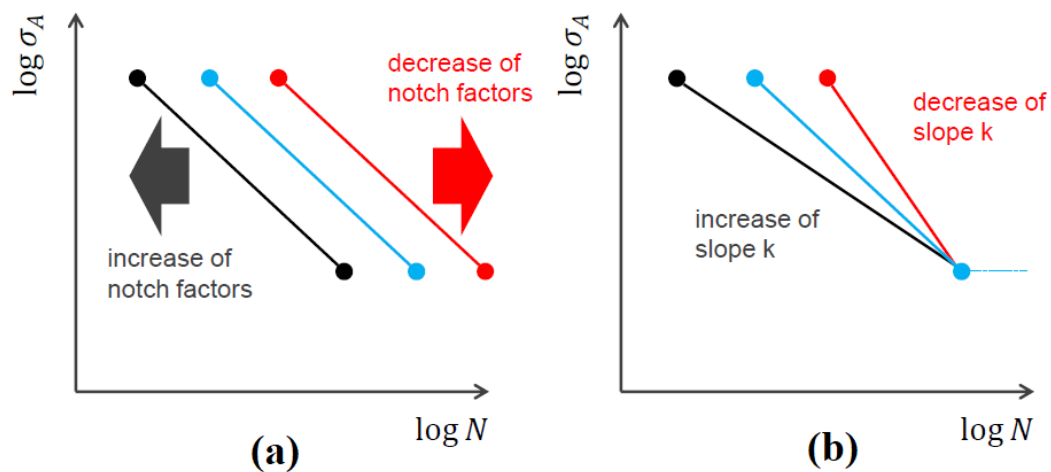 log σ_A
decrease of
notch factors
increase of
notch factors
log N
(a)
log σ_A
decrease of
slope k
increase of
slope k
log N
(b)